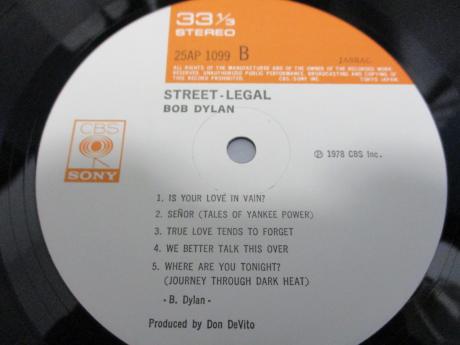 33 1/3
STEREO
25AP 1099 B
JASRAC
ALL RIGHTS OF THE MANUFACTURER AND OF THE OWNER OF THE RECORDED WORK
RESERVED. UNAUTHORIZED PUBLIC PERFORMANCE, BROADCASTING AND COPYING OF
THIS RECORD PROHIBITED. CBS/SONY INC. TOKYO JAPAN
STREET-LEGAL
BOB DYLAN
CBS
SONY
℗ 1978 CBS Inc.
1. IS YOUR LOVE IN VAIN?
2. SEÑOR (TALES OF YANKEE POWER)
3. TRUE LOVE TENDS TO FORGET
4. WE BETTER TALK THIS OVER
5. WHERE ARE YOU TONIGHT?
(JOURNEY THROUGH DARK HEAT)
- B. Dylan -
Produced by Don DeVito